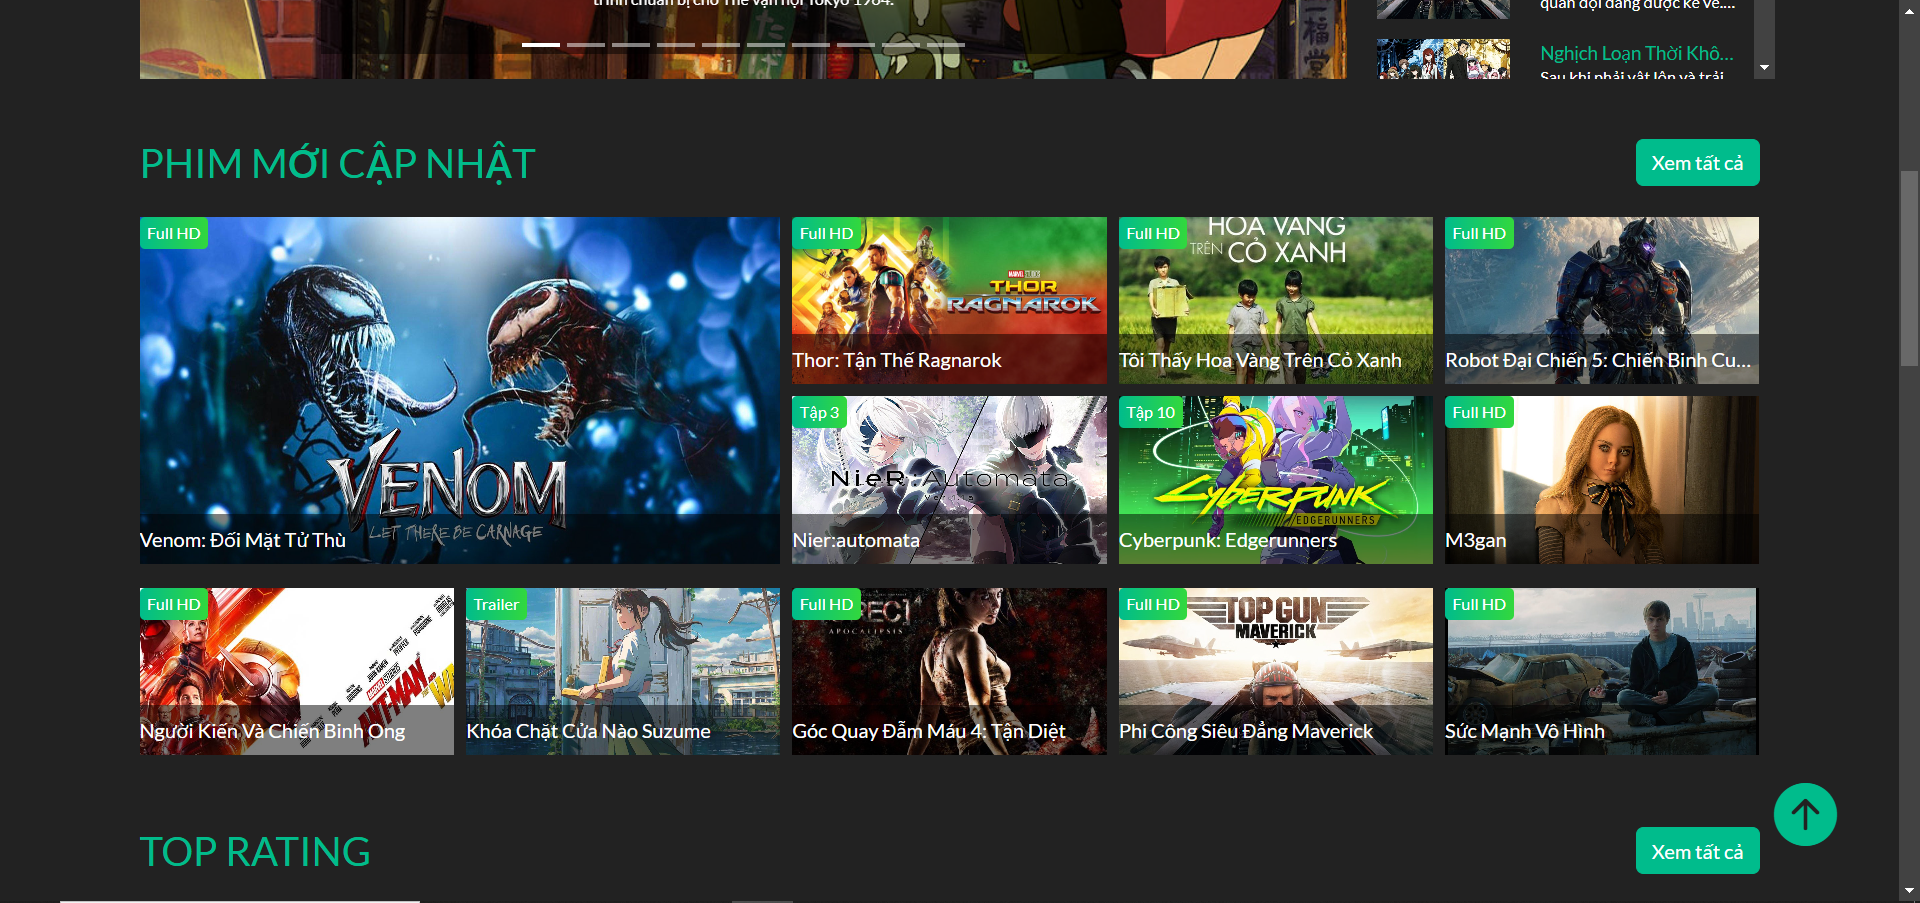 trình chuẩn bị cho Thế vận hội Tokyo 1964.
quân đội đang được kể về....
Nghịch Loạn Thời Khô...
Sau khi phải vật lộn và trải
PHIM MỚI CẬP NHẬT
Xem tất cả
Full HD
VENOM
LET THERE BE CARNAGE
Venom: Đối Mặt Tử Thù
Full HD
MARVEL STUDIOS
THOR
RAGNAROK
Thor: Tận Thế Ragnarok
Full HD
HOA VÀNG
TRÊN CỎ XANH
Tôi Thấy Hoa Vàng Trên Cỏ Xanh
Full HD
Robot Đại Chiến 5: Chiến Binh Cu...
Tập 3
NieR:Automata
Nier:automata
Tập 10
CYBERPUNK
EDGERUNNERS
Cyberpunk: Edgerunners
Full HD
M3gan
Full HD
ANT-MAN
Người Kiến Và Chiến Binh Ong
Trailer
Khóa Chặt Cửa Nào Suzume
Full HD
APOCALIPSIS
Góc Quay Đẫm Máu 4: Tận Diệt
Full HD
TOP GUN
MAVERICK
Phi Công Siêu Đẳng Maverick
Full HD
Sức Mạnh Vô Hình
TOP RATING
Xem tất cả